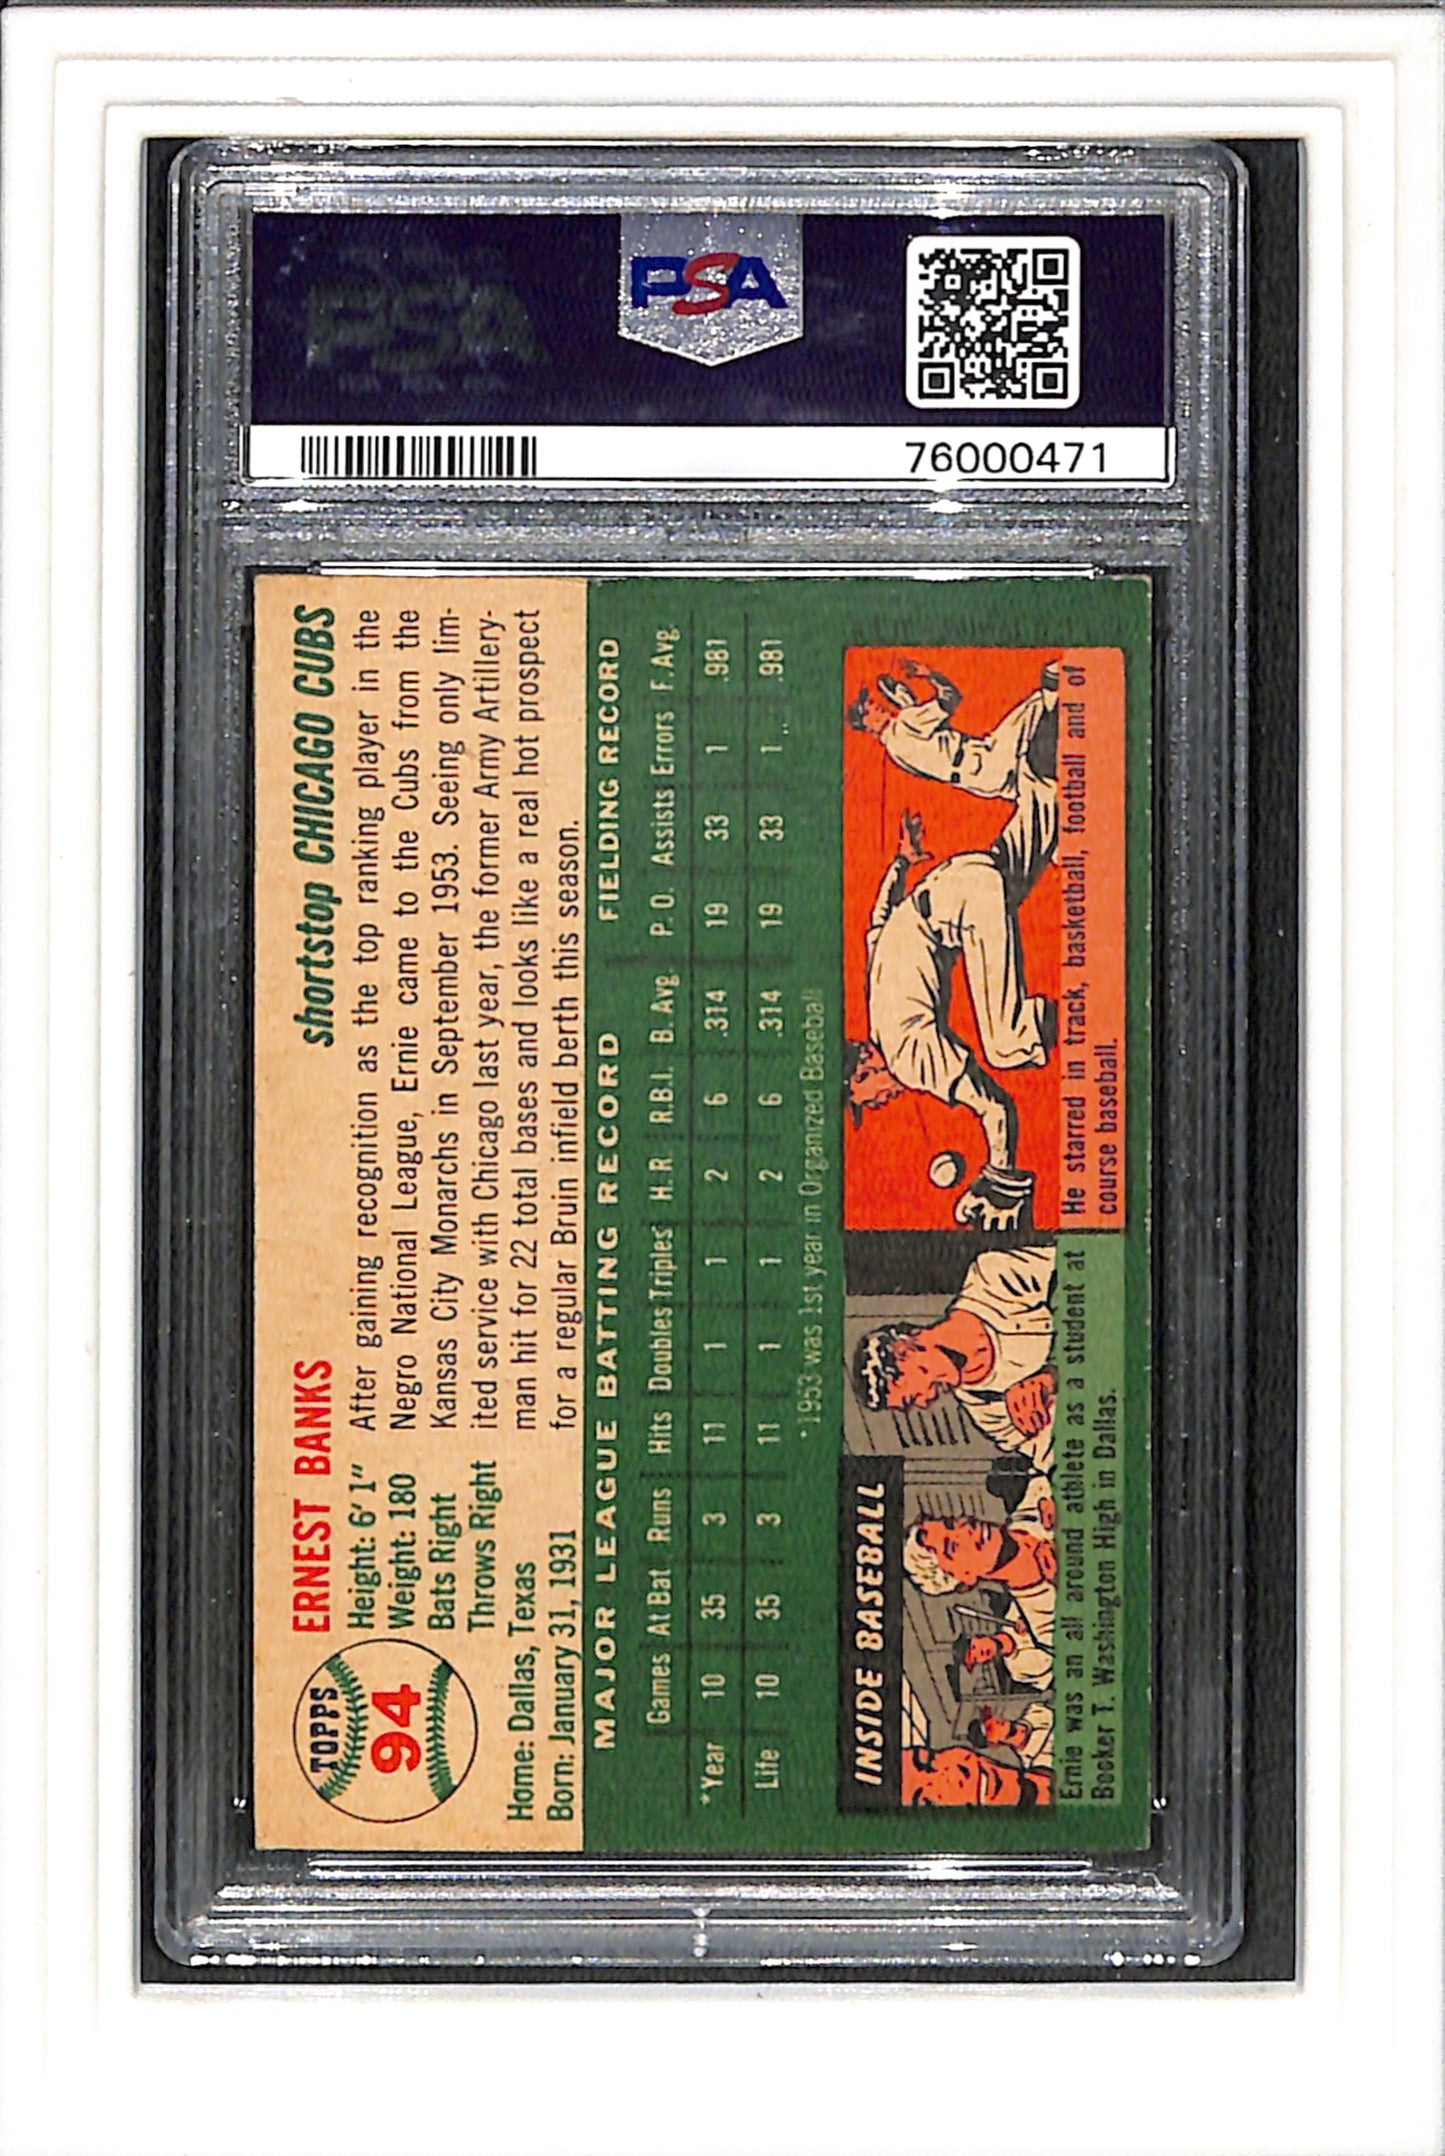 PSA
PSA
76000471
TOPPS
94
ERNEST BANKS
shortstop CHICAGO CUBS
Height: 6' 1"
Weight: 180
Bats Right
Throws Right
Home: Dallas, Texas
Born: January 31, 1931
After gaining recognition as the top ranking player in the
Negro National League, Ernie came to the Cubs from the
Kansas City Monarchs in September 1953. Seeing only lim-
ited service with Chicago last year, the former Army Artillery-
man hit for 22 total bases and looks like a real hot prospect
for a regular Bruin infield berth this season.
MAJOR LEAGUE BATTING RECORD FIELDING RECORD
Games At Bat Runs Hits Doubles Triples H.R. R.B.I. B. Avg. P. O. Assists Errors F. Avg.
*Year 10 35 3 11 1 1 2 6 .314 19 33 1 .981
Life 10 35 3 11 1 1 2 6 .314 19 33 1 .981
*1953 was 1st year in Organized Baseball
INSIDE BASEBALL
Ernie was an all around athlete as a student at
Booker T. Washington High in Dallas.
He starred in track, basketball, football and of
course baseball.